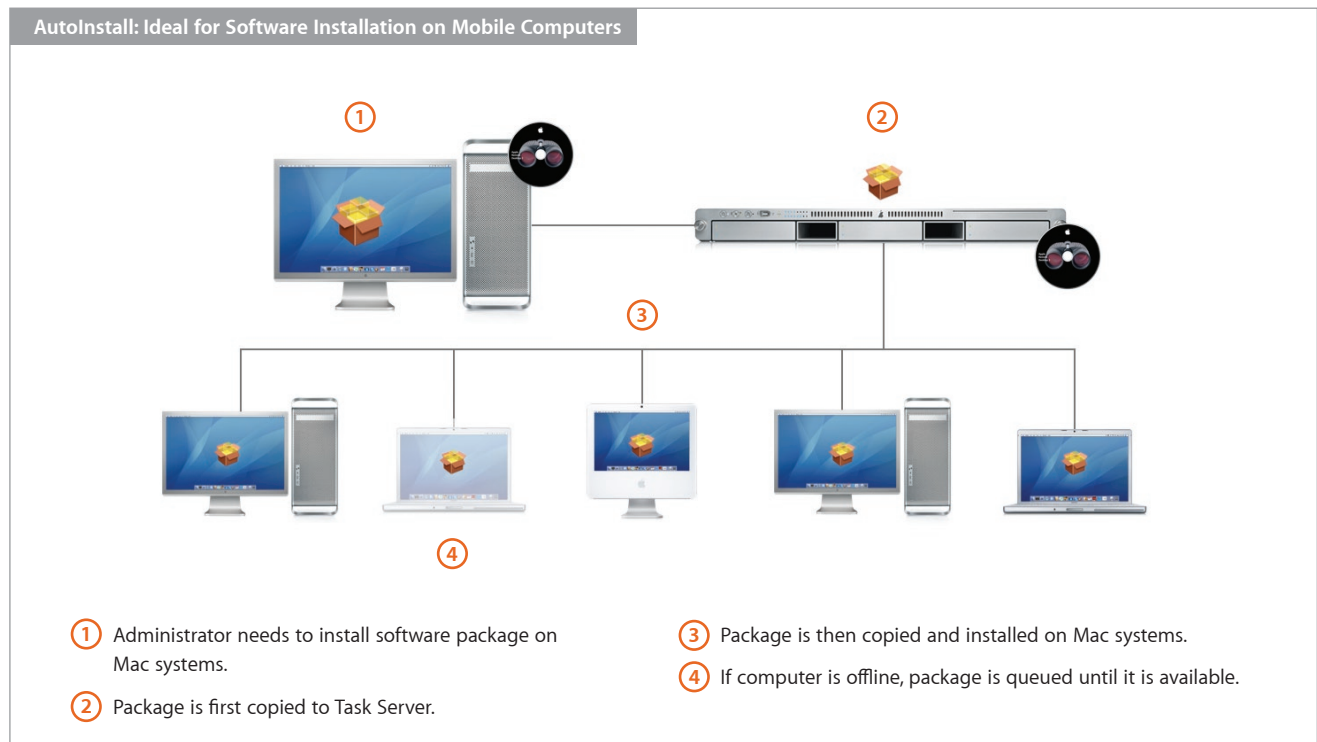 AutoInstall: Ideal for Software Installation on Mobile Computers
1
2
3
4
1 Administrator needs to install software package on
Mac systems.
2 Package is first copied to Task Server.
3 Package is then copied and installed on Mac systems.
4 If computer is offline, package is queued until it is available.